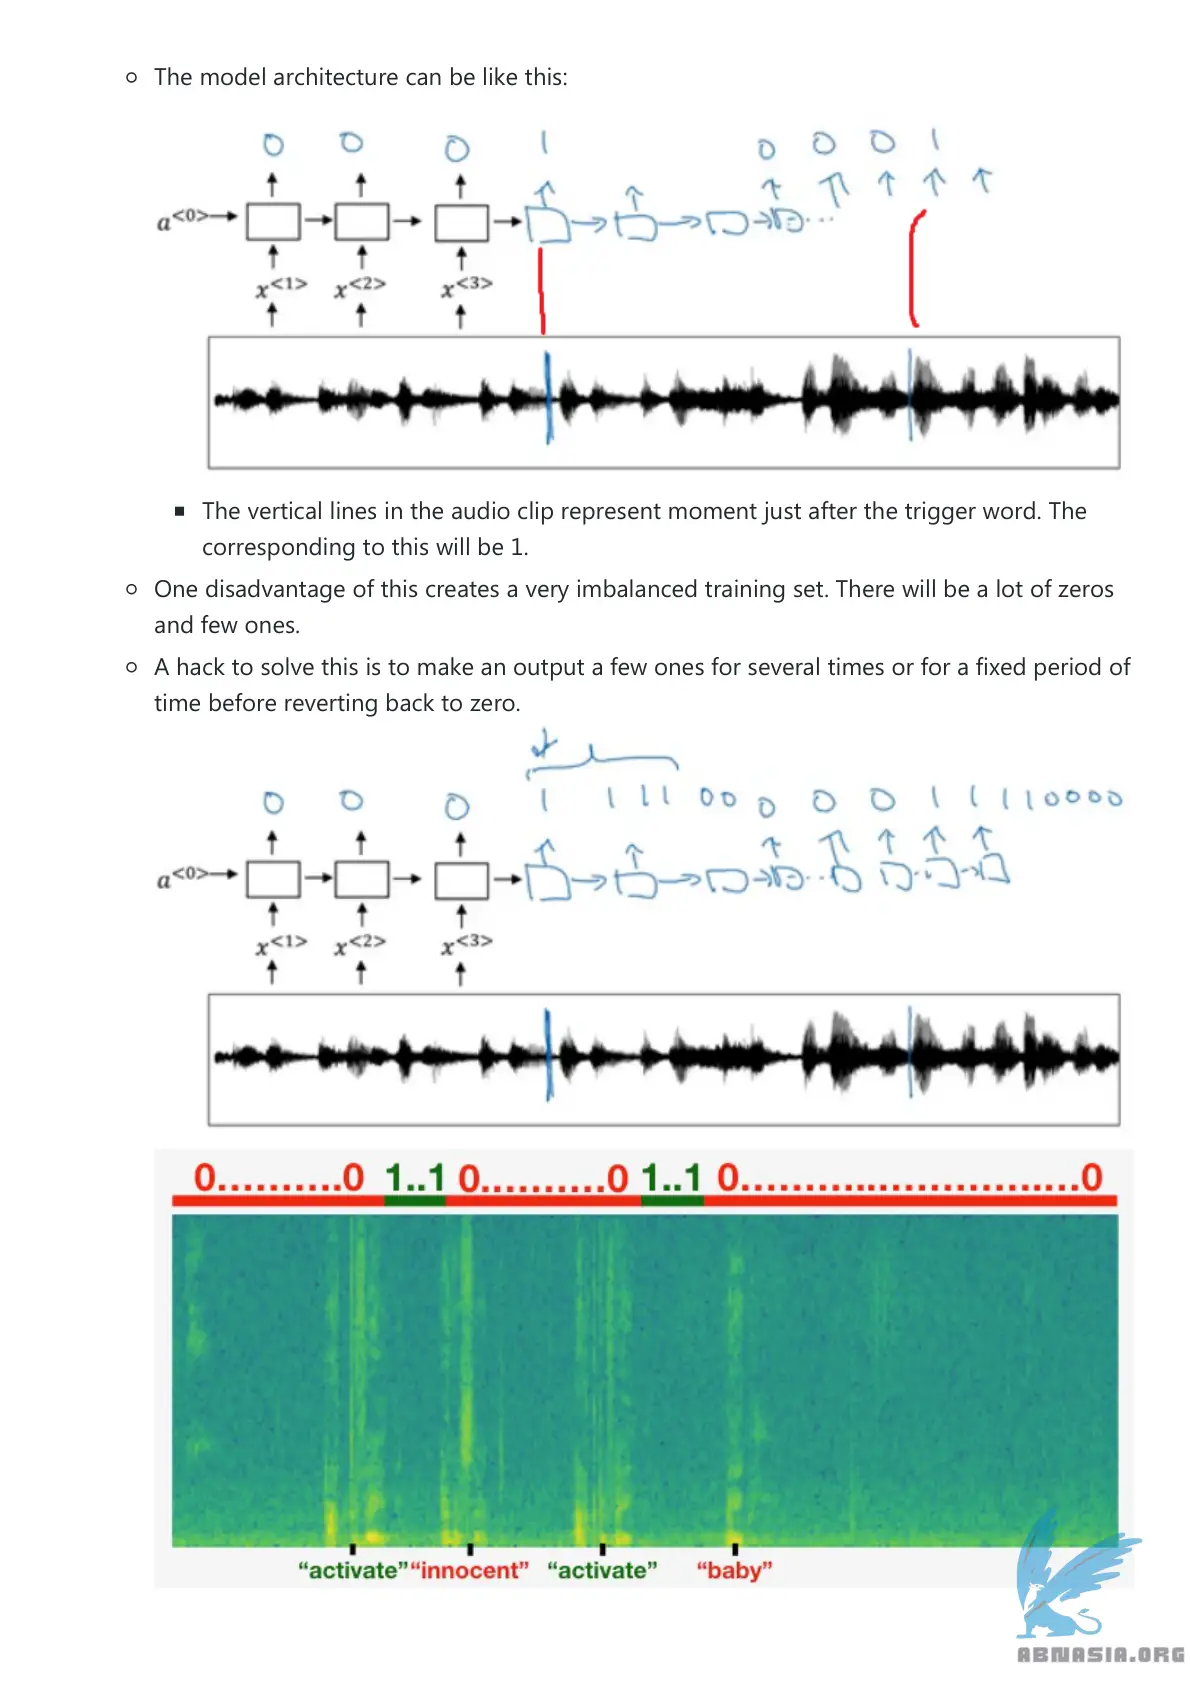 The model architecture can be like this:
0 0 0 1 0 0 0 1
a<0>
x<1> x<2> x<3>
The vertical lines in the audio clip represent moment just after the trigger word. The
corresponding to this will be 1.
One disadvantage of this creates a very imbalanced training set. There will be a lot of zeros
and few ones.
A hack to solve this is to make an output a few ones for several times or for a fixed period of
time before reverting back to zero.
0 0 0 1 1 1 1 0 0 0 0 0 1 1 1 1 0 0 0 0
a<0>
x<1> x<2> x<3>
0..........0 1..1 0..........0 1..1 0...........................0
“activate” “innocent” “activate” “baby”
ABNASIA.ORG